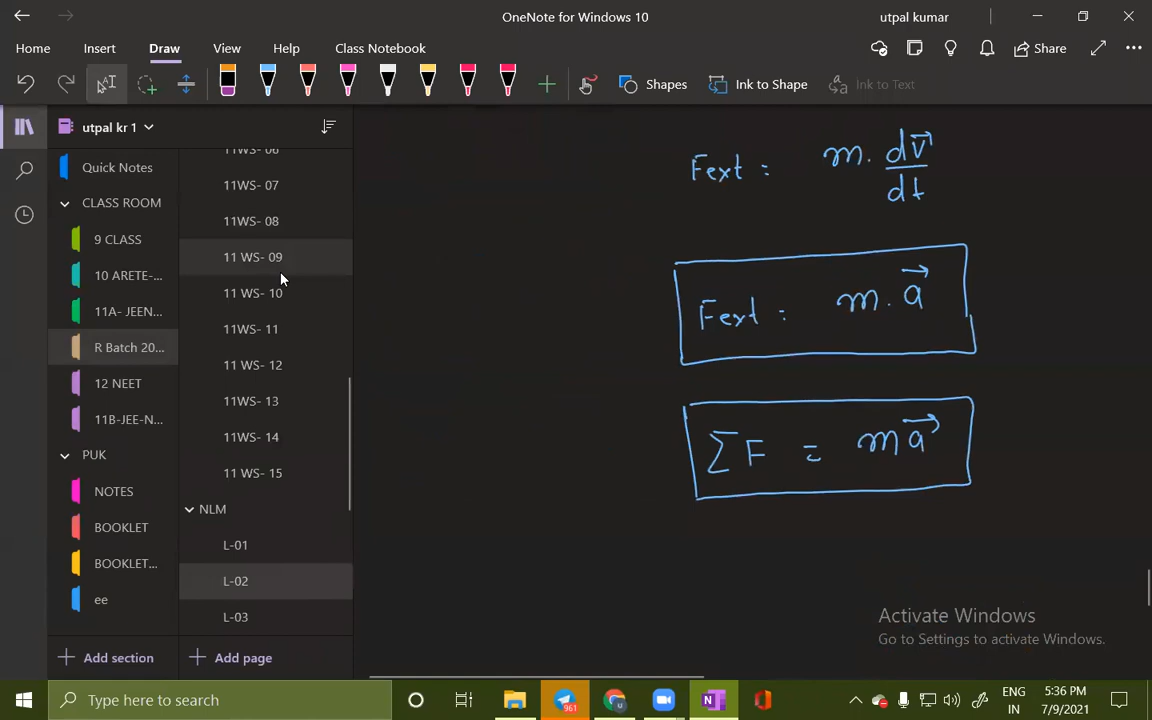 OneNote for Windows 10
utpal kumar
Home
Insert
Draw
View
Help
Class Notebook
Share
Shapes
Ink to Shape
Ink to Text
utpal kr 1
Quick Notes
CLASS ROOM
9 CLASS
10 ARETE-...
11A- JEEN...
R Batch 20...
12 NEET
11B-JEE-N...
PUK
NOTES
BOOKLET
BOOKLET...
ee
Add section
11WS- 06
11WS- 07
11WS- 08
11 WS- 09
11 WS- 10
11WS- 11
11 WS- 12
11WS- 13
11WS- 14
11 WS- 15
NLM
L-01
L-02
L-03
Add page
Fext = m. dv⃗/dt
Fext = m. a⃗
∑F = ma⃗
Activate Windows
Go to Settings to activate Windows.
Type here to search
961
ENG
IN
5:36 PM
7/9/2021